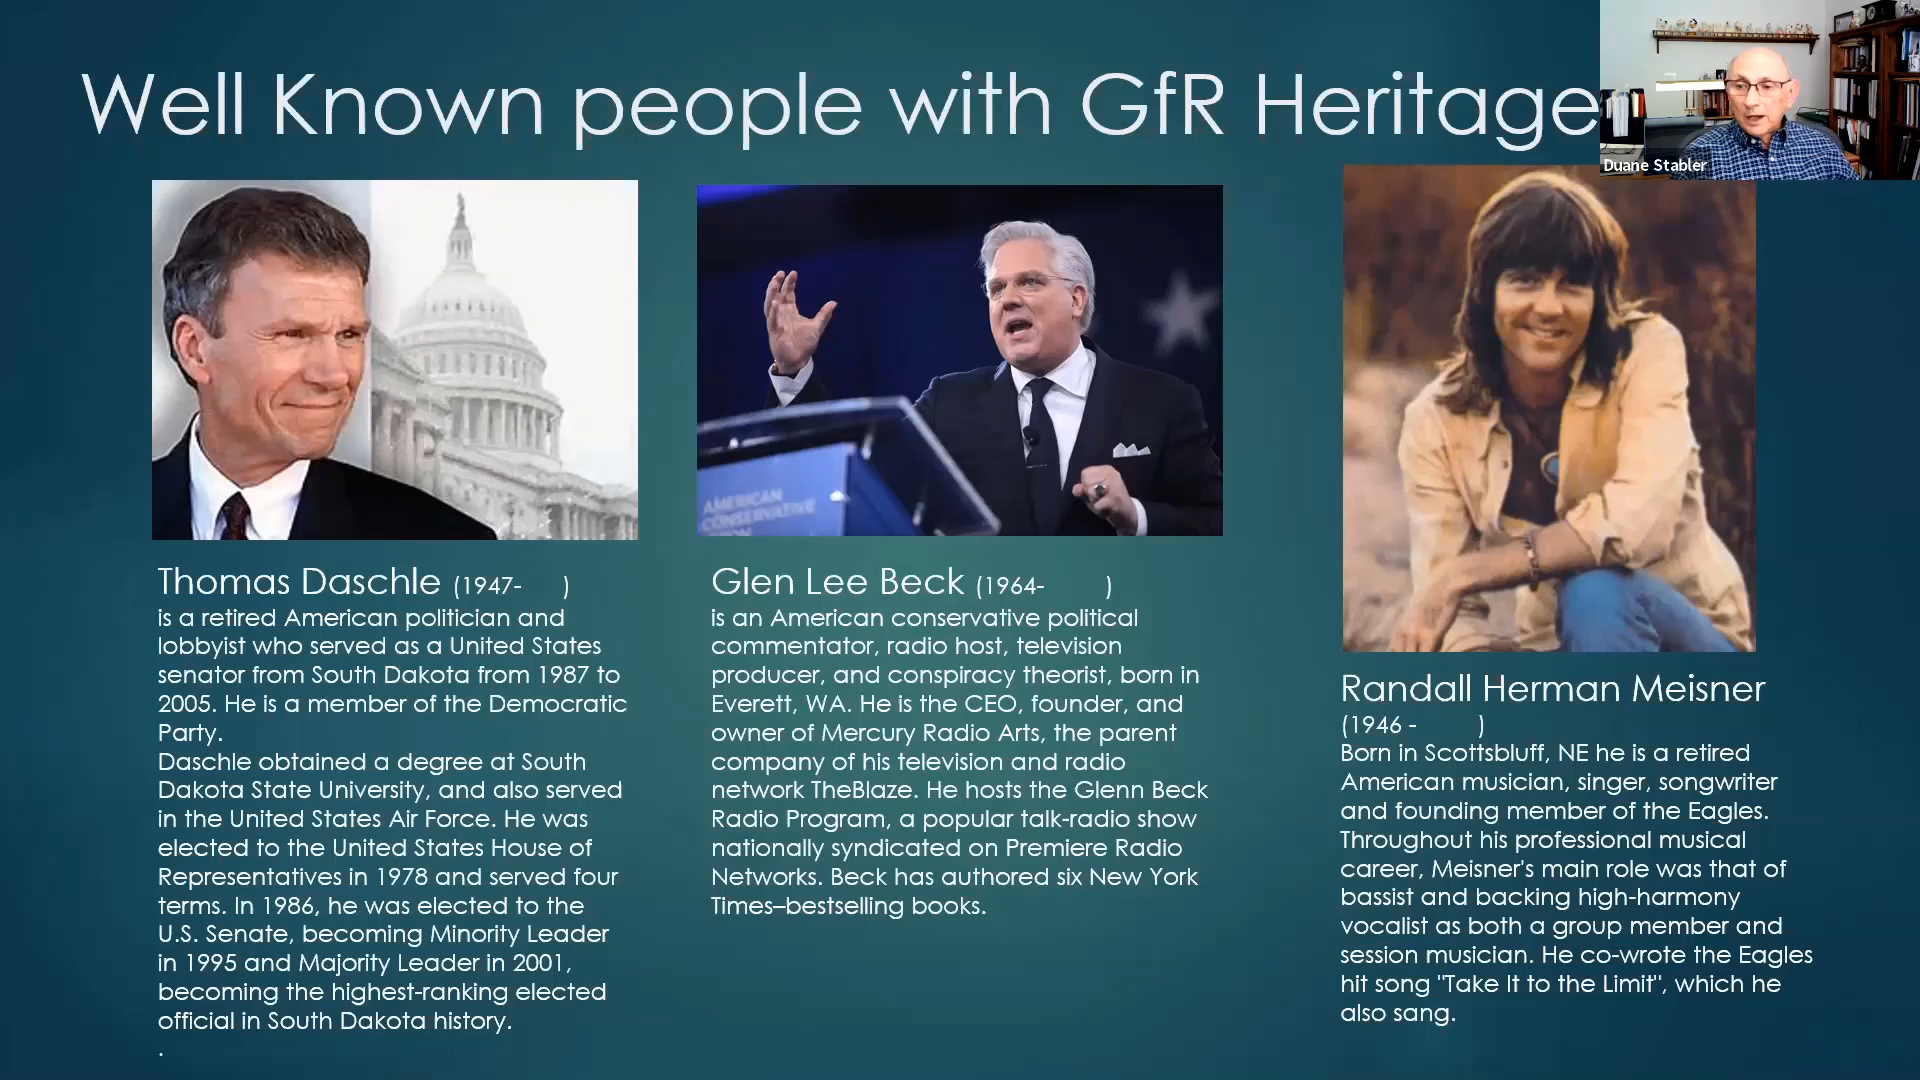 Well Known people with GfR Heritage
Duane Stabler
AMERICAN
CONSERVATIVE
Thomas Daschle (1947- )
is a retired American politician and
lobbyist who served as a United States
senator from South Dakota from 1987 to
2005. He is a member of the Democratic
Party.
Daschle obtained a degree at South
Dakota State University, and also served
in the United States Air Force. He was
elected to the United States House of
Representatives in 1978 and served four
terms. In 1986, he was elected to the
U.S. Senate, becoming Minority Leader
in 1995 and Majority Leader in 2001,
becoming the highest-ranking elected
official in South Dakota history.
.
Glen Lee Beck (1964- )
is an American conservative political
commentator, radio host, television
producer, and conspiracy theorist, born in
Everett, WA. He is the CEO, founder, and
owner of Mercury Radio Arts, the parent
company of his television and radio
network TheBlaze. He hosts the Glenn Beck
Radio Program, a popular talk-radio show
nationally syndicated on Premiere Radio
Networks. Beck has authored six New York
Times–bestselling books.
Randall Herman Meisner
(1946 - )
Born in Scottsbluff, NE he is a retired
American musician, singer, songwriter
and founding member of the Eagles.
Throughout his professional musical
career, Meisner's main role was that of
bassist and backing high-harmony
vocalist as both a group member and
session musician. He co-wrote the Eagles
hit song "Take It to the Limit", which he
also sang.